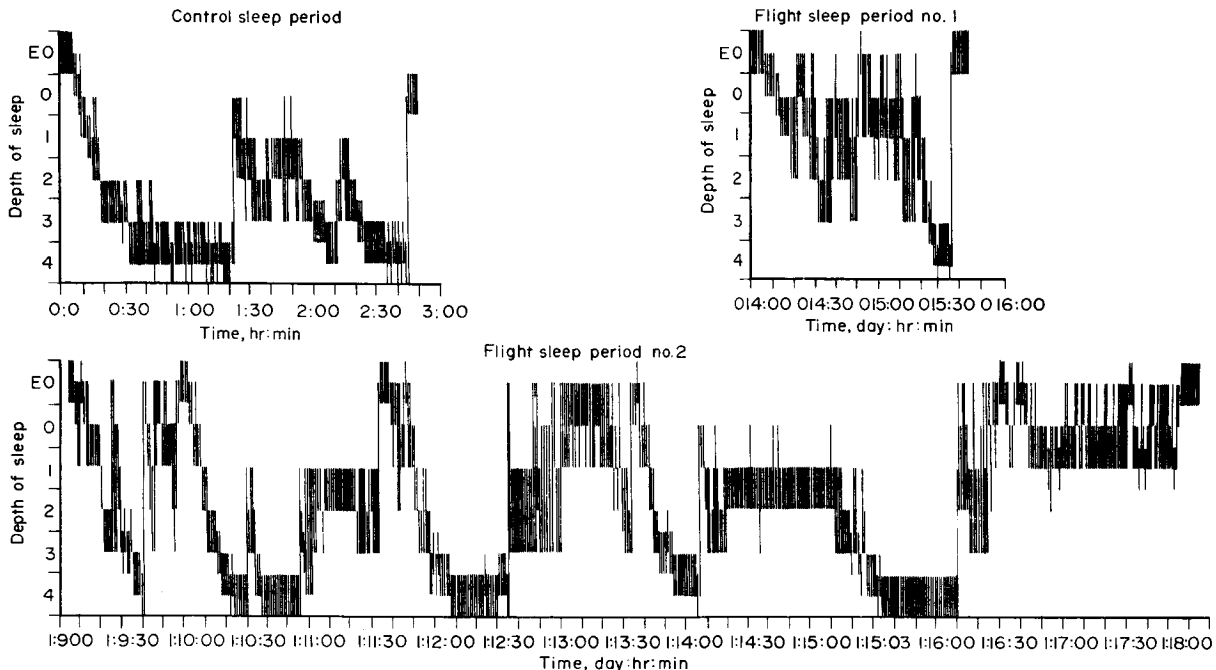 Control sleep period
EO
0
1
2
3
4
Depth of sleep
0:0 0:30 1:00 1:30 2:00 2:30 3:00
Time, hr:min
Flight sleep period no. 1
EO
0
1
2
3
4
Depth of sleep
014:00 014:30 015:00 015:30 016:00
Time, day:hr:min
Flight sleep period no.2
EO
0
1
2
3
4
Depth of sleep
1:9:00 1:9:30 1:10:00 1:10:30 1:11:00 1:11:30 1:12:00 1:12:30 1:13:00 1:13:30 1:14:00 1:14:30 1:15:00 1:15:03 1:16:00 1:16:30 1:17:00 1:17:30 1:18:00
Time, day:hr:min